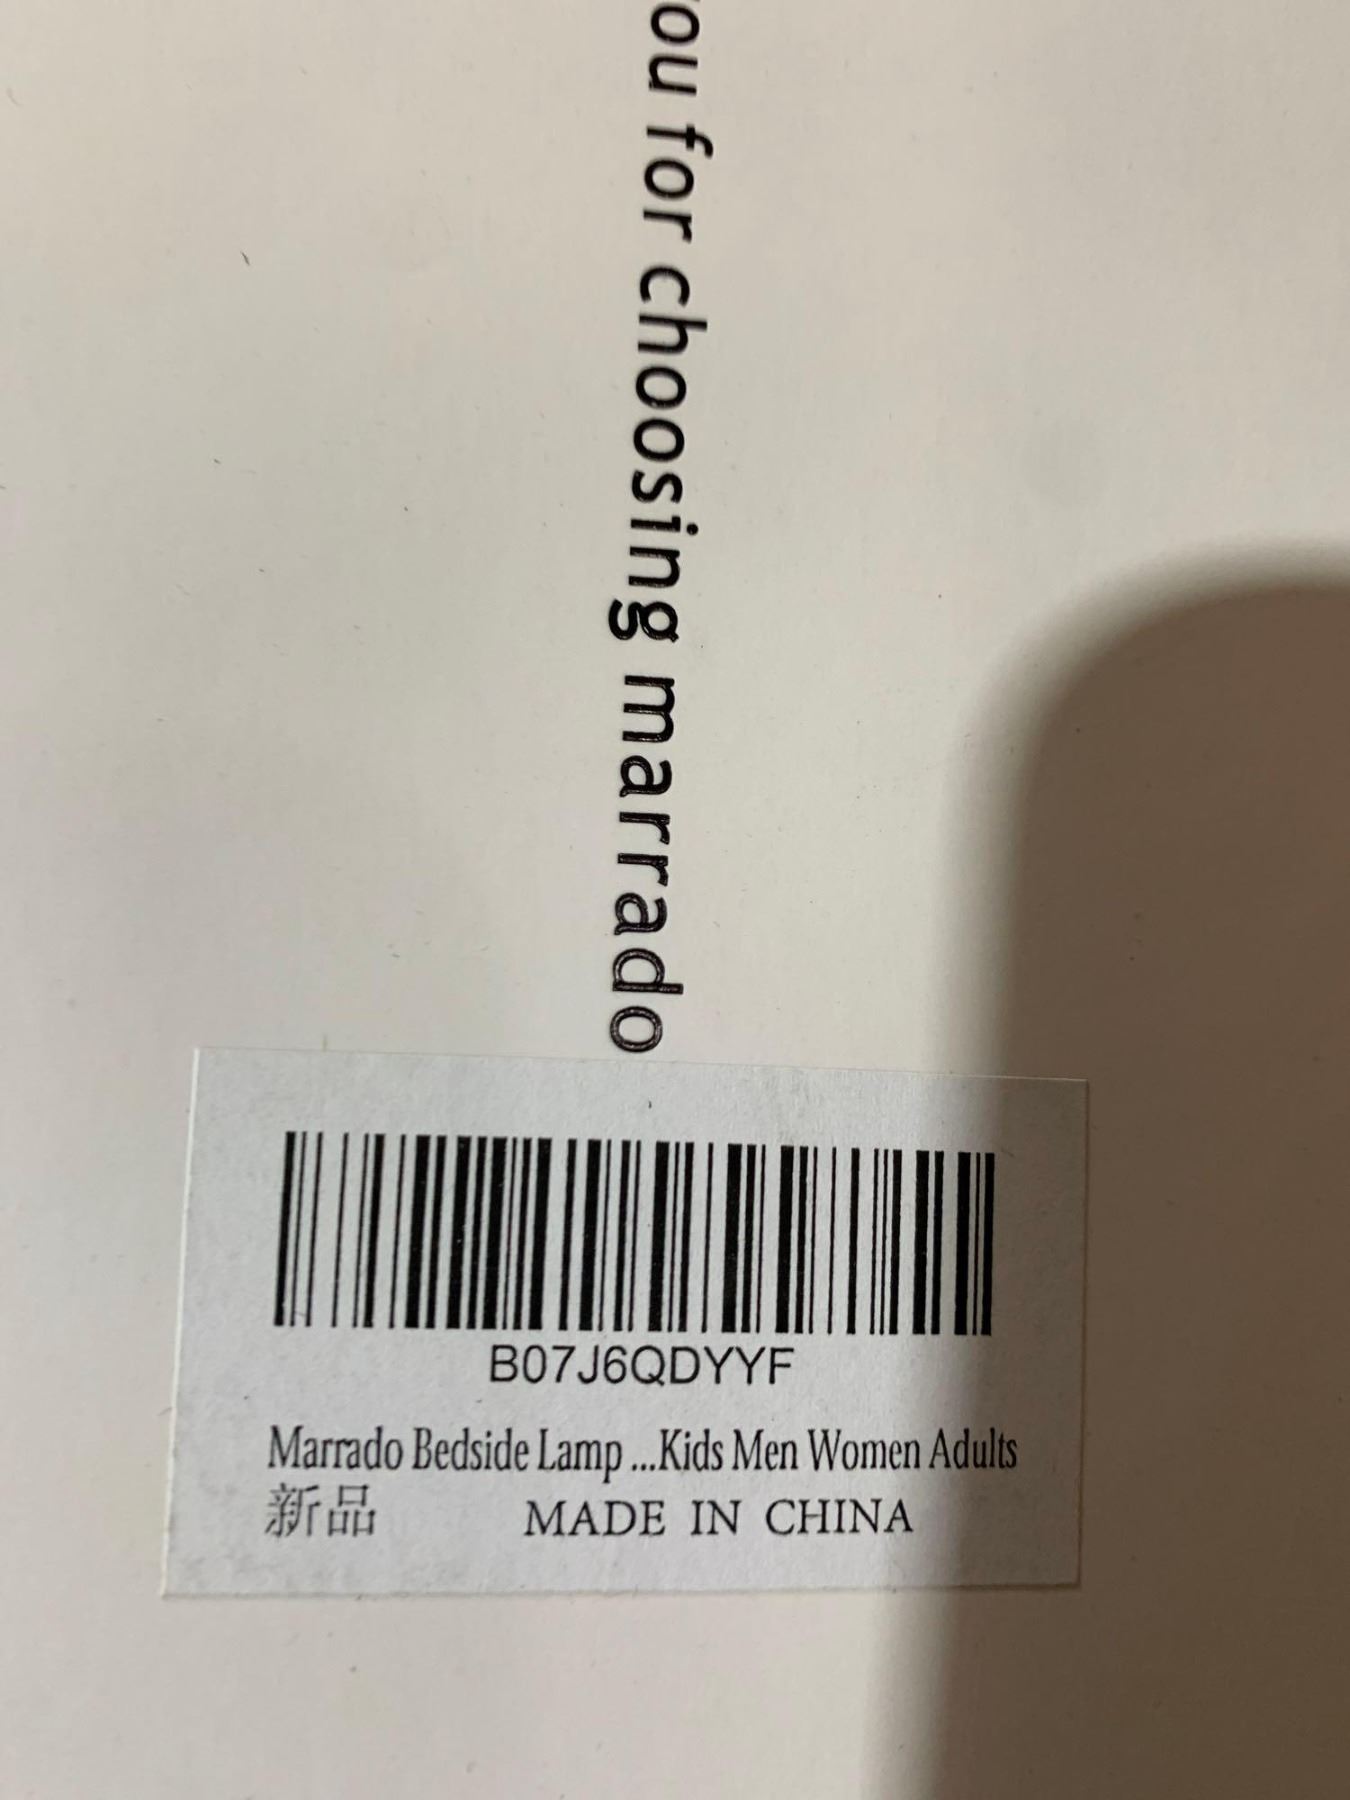 ou for choosing marrado
B07J6QDYYF
Marrado Bedside Lamp ...Kids Men Women Adults
新品 MADE IN CHINA